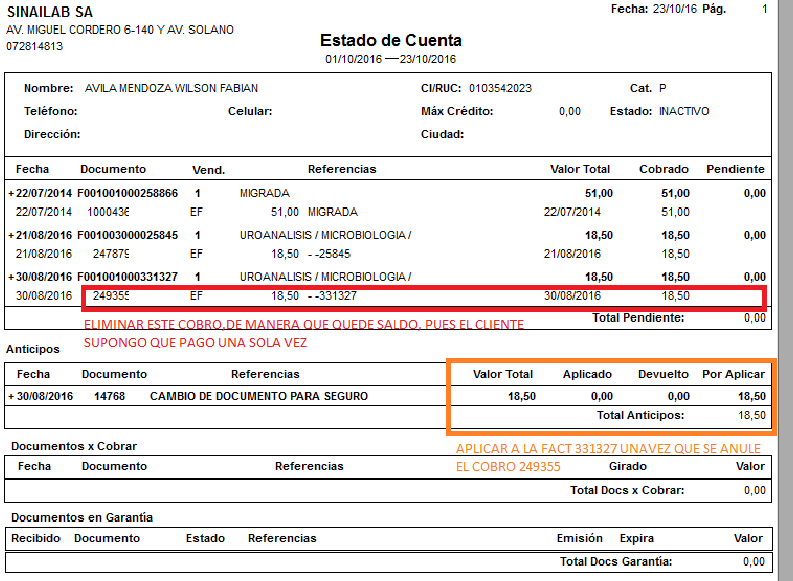 SINAILAB SA
Fecha: 23/10/16 Pág. 1
AV. MIGUEL CORDERO 6-140 Y AV. SOLANO
072814813
Estado de Cuenta
01/10/2016 — 23/10/2016
Nombre: AVILA MENDOZA WILSON FABIAN CI/RUC: 0103542023 Cat. P
Teléfono: Celular: Máx Crédito: 0,00 Estado: INACTIVO
Dirección: Ciudad:
Fecha Documento Vend. Referencias Valor Total Cobrado Pendiente
+ 22/07/2014 F001001000258866 1 MIGRADA 51,00 51,00 0,00
22/07/2014 1000436 EF 51,00 MIGRADA 22/07/2014 51,00
+ 21/08/2016 F001003000025845 1 UROANALISIS / MICROBIOLOGIA / 18,50 18,50 0,00
21/08/2016 247879 EF 18,50 - -25845 21/08/2016 18,50
+ 30/08/2016 F001001000331327 1 UROANALISIS / MICROBIOLOGIA / 18,50 18,50 0,00
30/08/2016 249355 EF 18,50 - -331327 30/08/2016 18,50
Total Pendiente: 0,00
ELIMINAR ESTE COBRO,DE MANERA QUE QUEDE SALDO, PUES EL CLIENTE
SUPONGO QUE PAGO UNA SOLA VEZ
Anticipos
Fecha Documento Referencias Valor Total Aplicado Devuelto Por Aplicar
+ 30/08/2016 14768 CAMBIO DE DOCUMENTO PARA SEGURO 18,50 0,00 0,00 18,50
Total Anticipos: 18,50
APLICAR A LA FACT 331327 UNAVEZ QUE SE ANULE
EL COBRO 249355
Documentos x Cobrar
Fecha Documento Referencias Girado Valor
Total Docs x Cobrar: 0,00
Documentos en Garantía
Recibido Documento Estado Referencias Emisión Expira Valor
Total Docs Garantía: 0,00